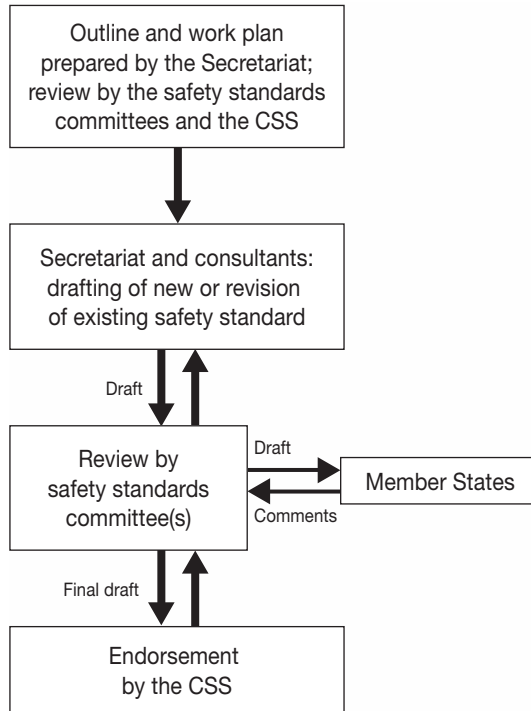 Outline and work plan
prepared by the Secretariat;
review by the safety standards
committees and the CSS
Secretariat and consultants:
drafting of new or revision
of existing safety standard
Draft
Review by
safety standards
committee(s)
Draft
Member States
Comments
Final draft
Endorsement
by the CSS